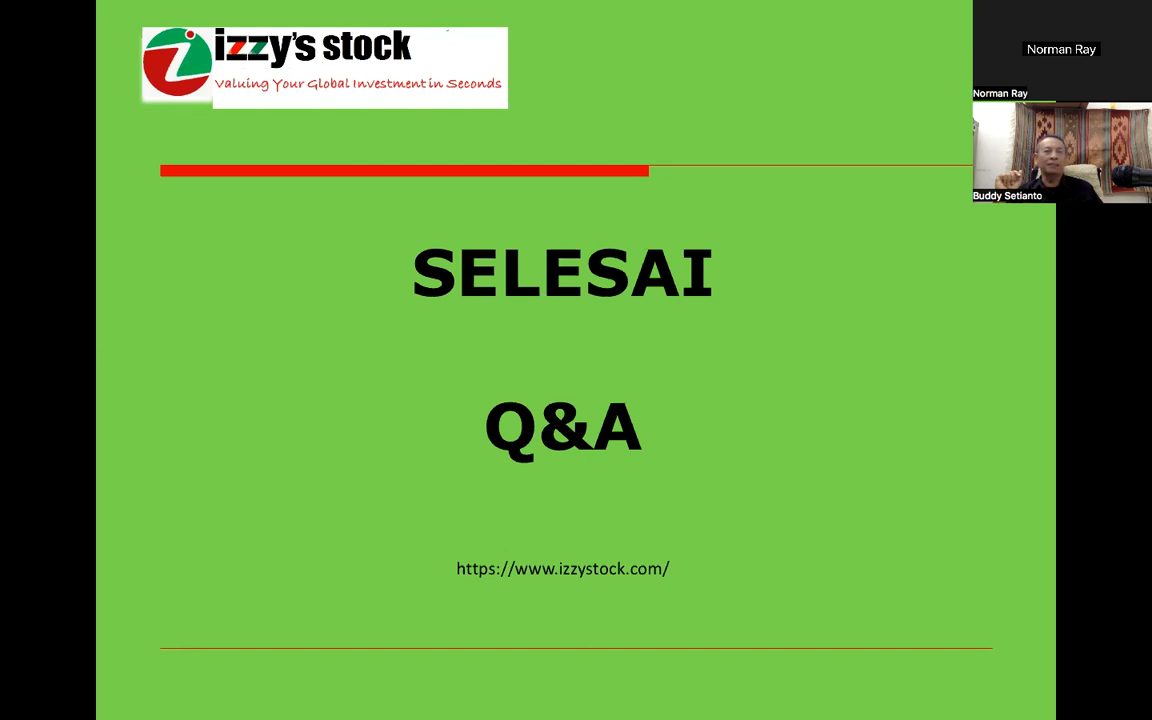 izzy's stock
Valuing Your Global Investment in Seconds
Norman Ray
Norman Ray
Buddy Setianto
SELESAI
Q&A
https://www.izzystock.com/